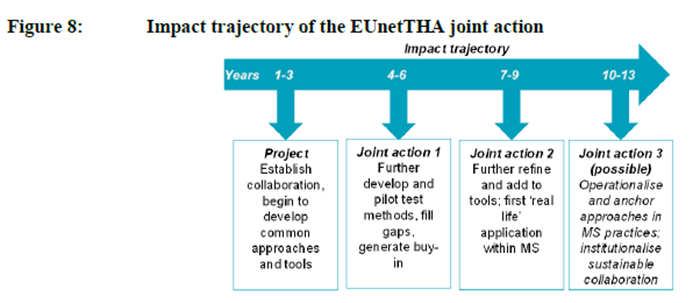 Figure 8: Impact trajectory of the EUnetTHA joint action
Impact trajectory
Years 1-3 4-6 7-9 10-13
Project
Establish
collaboration,
begin to
develop
common
approaches
and tools
Joint action 1
Further
develop and
pilot test
methods, fill
gaps,
generate buy-
in
Joint action 2
Further refine
and add to
tools; first 'real
life'
application
within MS
Joint action 3
(possible)
Operationalise
and anchor
approaches in
MS practices;
institutionalise
sustainable
collaboration